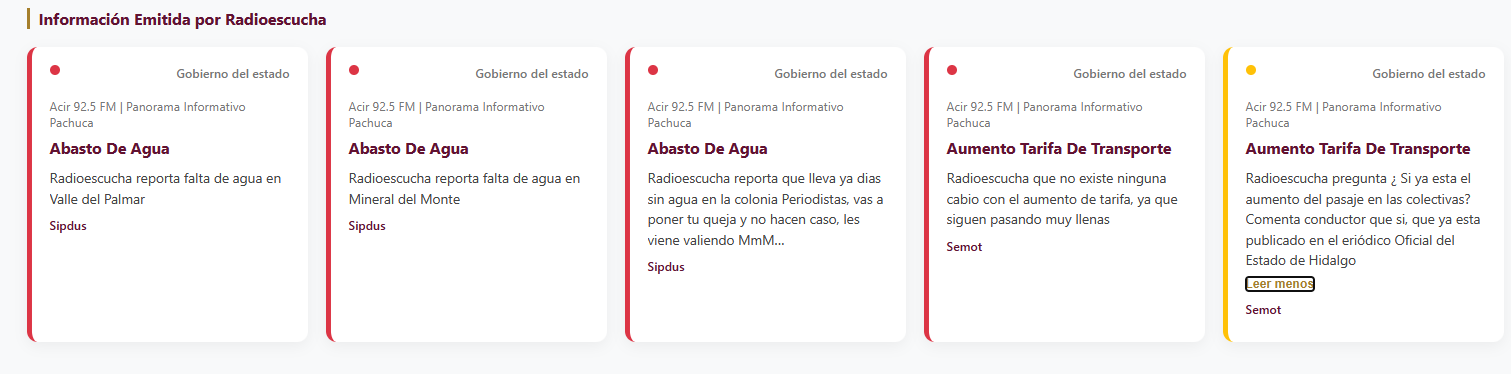 Información Emitida por Radioescucha
Gobierno del estado
Acir 92.5 FM | Panorama Informativo
Pachuca
Abasto De Agua
Radioescucha reporta falta de agua en
Valle del Palmar
Sipdus
Gobierno del estado
Acir 92.5 FM | Panorama Informativo
Pachuca
Abasto De Agua
Radioescucha reporta falta de agua en
Mineral del Monte
Sipdus
Gobierno del estado
Acir 92.5 FM | Panorama Informativo
Pachuca
Abasto De Agua
Radioescucha reporta que lleva ya dias
sin agua en la colonia Periodistas, vas a
poner tu queja y no hacen caso, les
viene valiendo MmM...
Sipdus
Gobierno del estado
Acir 92.5 FM | Panorama Informativo
Pachuca
Aumento Tarifa De Transporte
Radioescucha que no existe ninguna
cabio con el aumento de tarifa, ya que
siguen pasando muy llenas
Semot
Gobierno del estado
Acir 92.5 FM | Panorama Informativo
Pachuca
Aumento Tarifa De Transporte
Radioescucha pregunta ¿ Si ya esta el
aumento del pasaje en las colectivas?
Comenta conductor que si, que ya esta
publicado en el eriódico Oficial del
Estado de Hidalgo
Leer menos
Semot